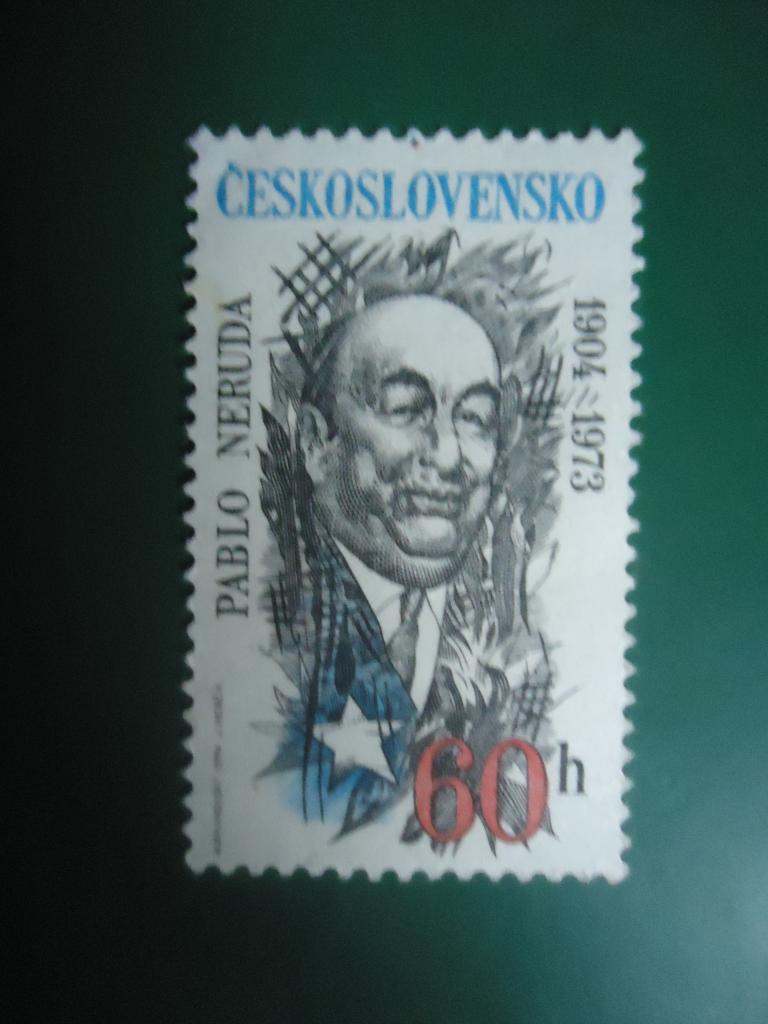 ČESKOSLOVENSKO
PABLO NERUDA
1904-1973
60 h